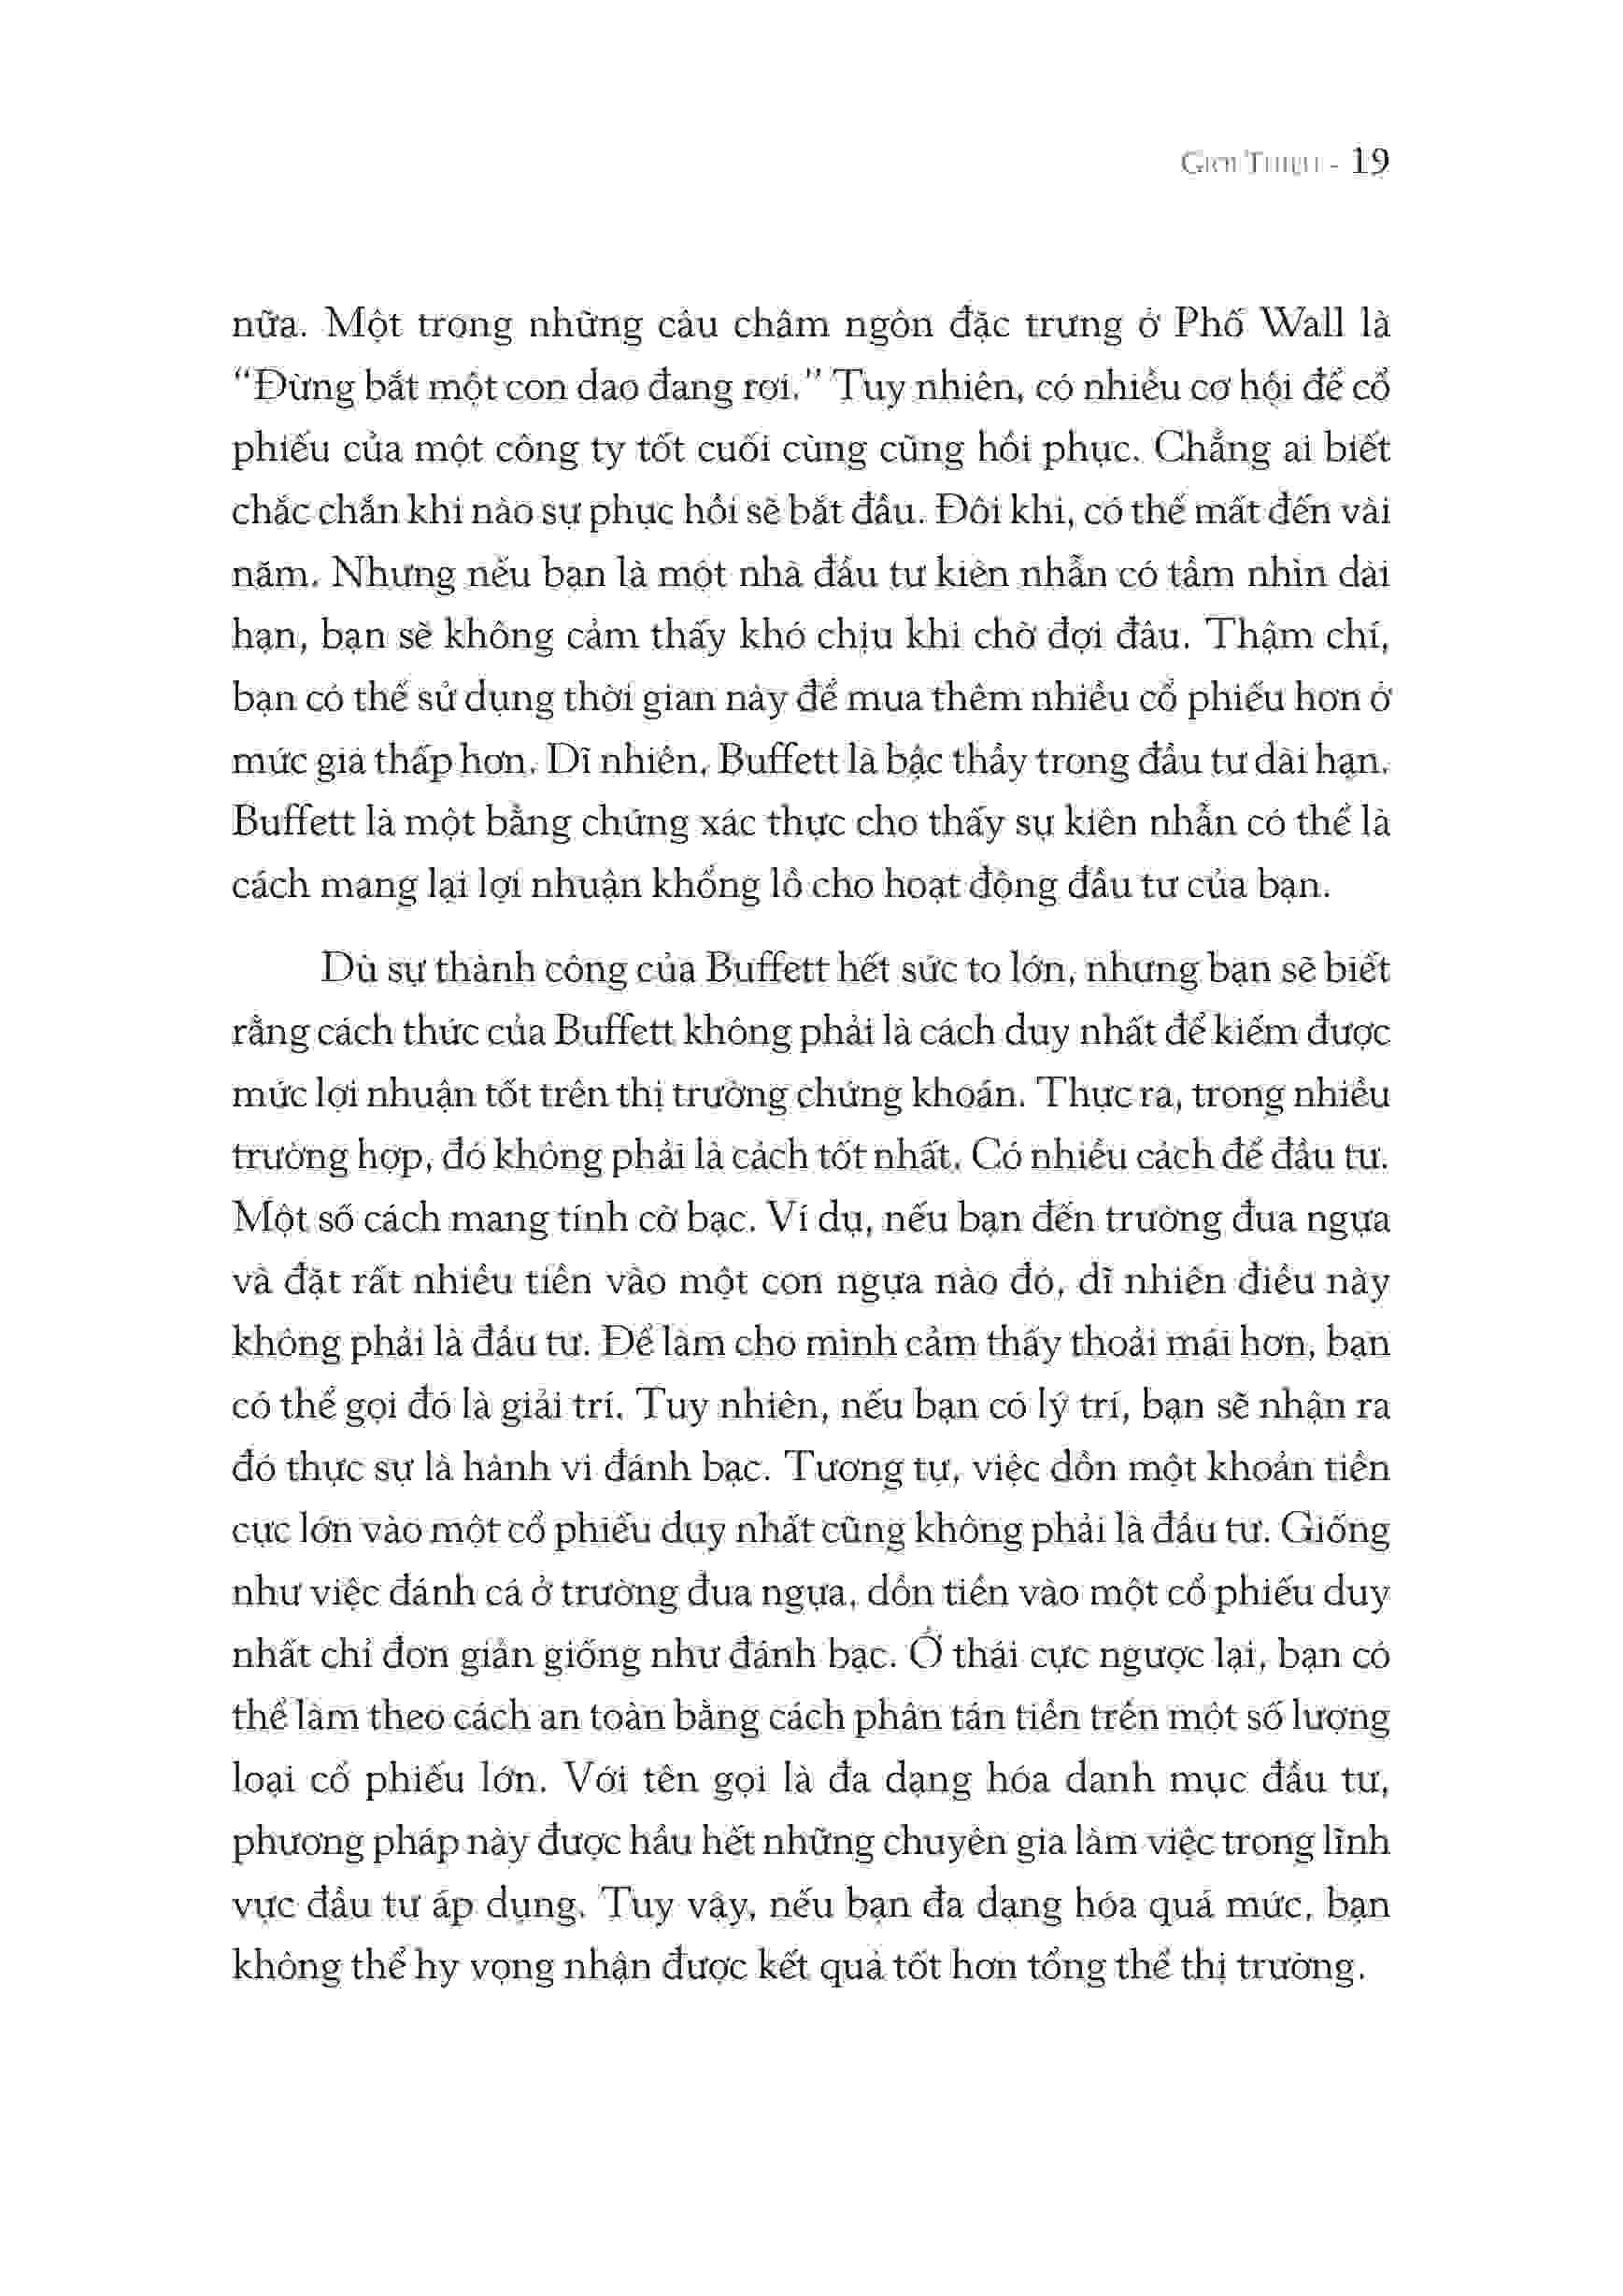 Giới Thiệu - 19
nữa. Một trong những câu châm ngôn đặc trưng ở Phố Wall là
“Đừng bắt một con dao đang rơi.” Tuy nhiên, có nhiều cơ hội để cổ
phiếu của một công ty tốt cuối cùng cũng hồi phục. Chẳng ai biết
chắc chắn khi nào sự phục hồi sẽ bắt đầu. Đôi khi, có thể mất đến vài
năm. Nhưng nếu bạn là một nhà đầu tư kiên nhẫn có tầm nhìn dài
hạn, bạn sẽ không cảm thấy khó chịu khi chờ đợi đâu. Thậm chí,
bạn có thể sử dụng thời gian này để mua thêm nhiều cổ phiếu hơn ở
mức giá thấp hơn. Dĩ nhiên, Buffett là bậc thầy trong đầu tư dài hạn.
Buffett là một bằng chứng xác thực cho thấy sự kiên nhẫn có thể là
cách mang lại lợi nhuận khổng lồ cho hoạt động đầu tư của bạn.
Dù sự thành công của Buffett hết sức to lớn, nhưng bạn sẽ biết
rằng cách thức của Buffett không phải là cách duy nhất để kiếm được
mức lợi nhuận tốt trên thị trường chứng khoán. Thực ra, trong nhiều
trường hợp, đó không phải là cách tốt nhất. Có nhiều cách để đầu tư.
Một số cách mang tính cờ bạc. Ví dụ, nếu bạn đến trường đua ngựa
và đặt rất nhiều tiền vào một con ngựa nào đó, dĩ nhiên điều này
không phải là đầu tư. Để làm cho mình cảm thấy thoải mái hơn, bạn
có thể gọi đó là giải trí. Tuy nhiên, nếu bạn có lý trí, bạn sẽ nhận ra
đó thực sự là hành vi đánh bạc. Tương tự, việc dồn một khoản tiền
cực lớn vào một cổ phiếu duy nhất cũng không phải là đầu tư. Giống
như việc đánh cá ở trường đua ngựa, dồn tiền vào một cổ phiếu duy
nhất chỉ đơn giản giống như đánh bạc. Ở thái cực ngược lại, bạn có
thể làm theo cách an toàn bằng cách phân tán tiền trên một số lượng
loại cổ phiếu lớn. Với tên gọi là đa dạng hóa danh mục đầu tư,
phương pháp này được hầu hết những chuyên gia làm việc trong lĩnh
vực đầu tư áp dụng. Tuy vậy, nếu bạn đa dạng hóa quá mức, bạn
không thể hy vọng nhận được kết quả tốt hơn tổng thể thị trường.